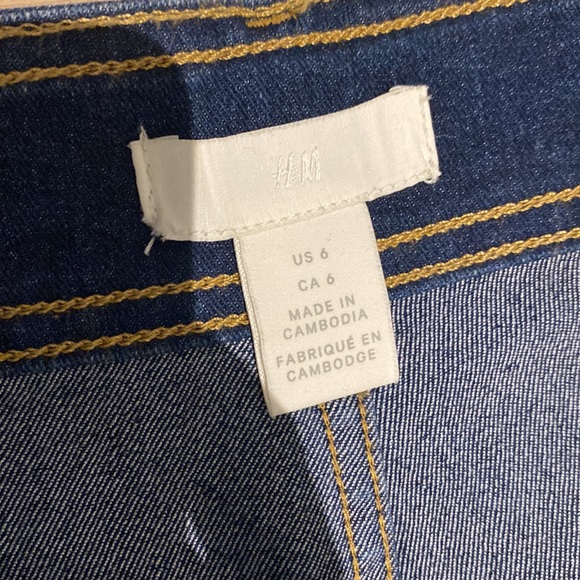 H&M
US 6
CA 6
MADE IN
CAMBODIA
FABRIQUÉ EN
CAMBODGE